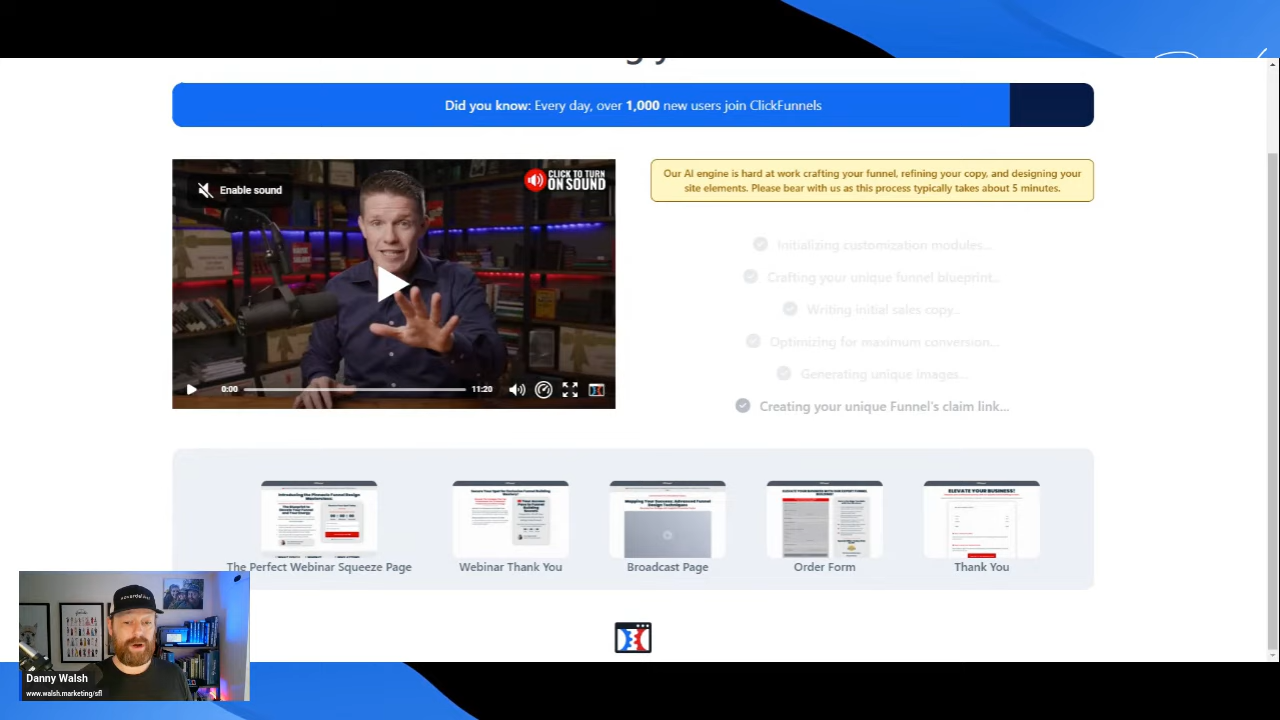 Did you know: Every day, over 1,000 new users join ClickFunnels
Enable sound
CLICK TO TURN
ON SOUND
0:00
11:20
Our AI engine is hard at work crafting your funnel, refining your copy, and designing your
site elements. Please bear with us as this process typically takes about 5 minutes.
Initializing customization modules...
Crafting your unique funnel blueprint...
Writing initial sales copy...
Optimizing for maximum conversion...
Generating unique images...
Creating your unique Funnel's claim link...
The Perfect Webinar Squeeze Page
Webinar Thank You
Broadcast Page
Order Form
ELEVATE YOUR BUSINESS!
Thank You
Danny Walsh
www.walsh.marketing/sfl